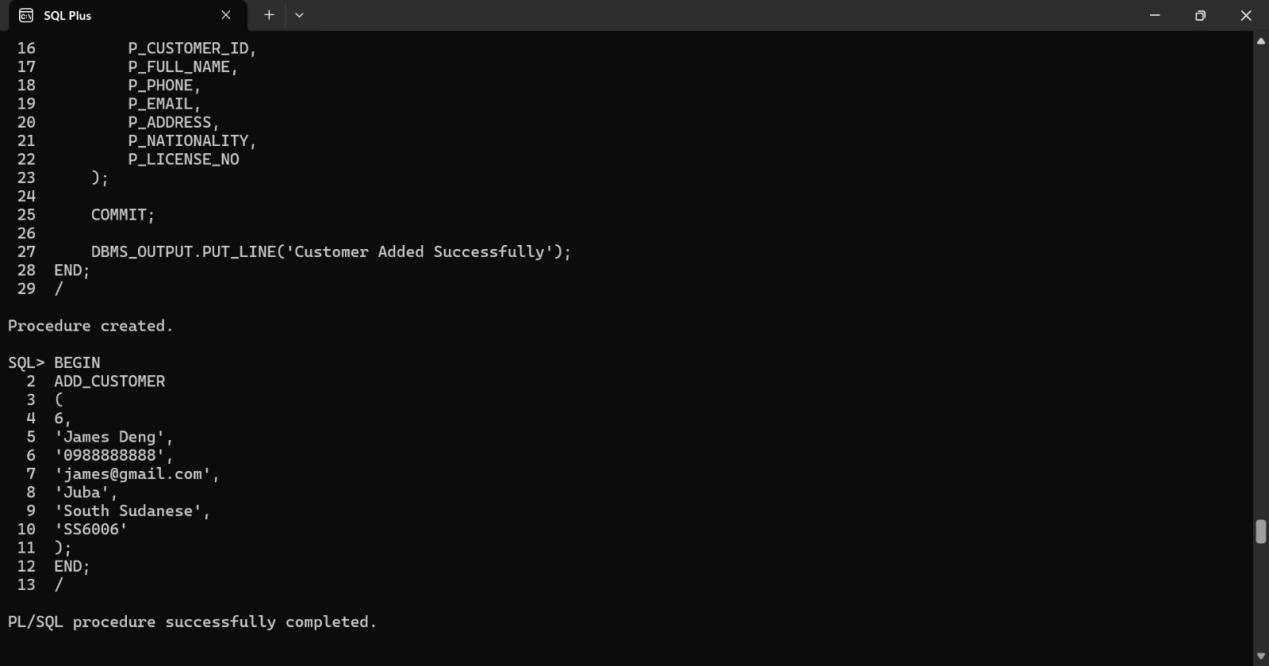 SQL Plus
16          P_CUSTOMER_ID,
17          P_FULL_NAME,
18          P_PHONE,
19          P_EMAIL,
20          P_ADDRESS,
21          P_NATIONALITY,
22          P_LICENSE_NO
23      );
24
25      COMMIT;
26
27      DBMS_OUTPUT.PUT_LINE('Customer Added Successfully');
28  END;
29  /
Procedure created.
SQL> BEGIN
2  ADD_CUSTOMER
3  (
4  6,
5  'James Deng',
6  '0988888888',
7  'james@gmail.com',
8  'Juba',
9  'South Sudanese',
10  'SS6006'
11  );
12  END;
13  /
PL/SQL procedure successfully completed.